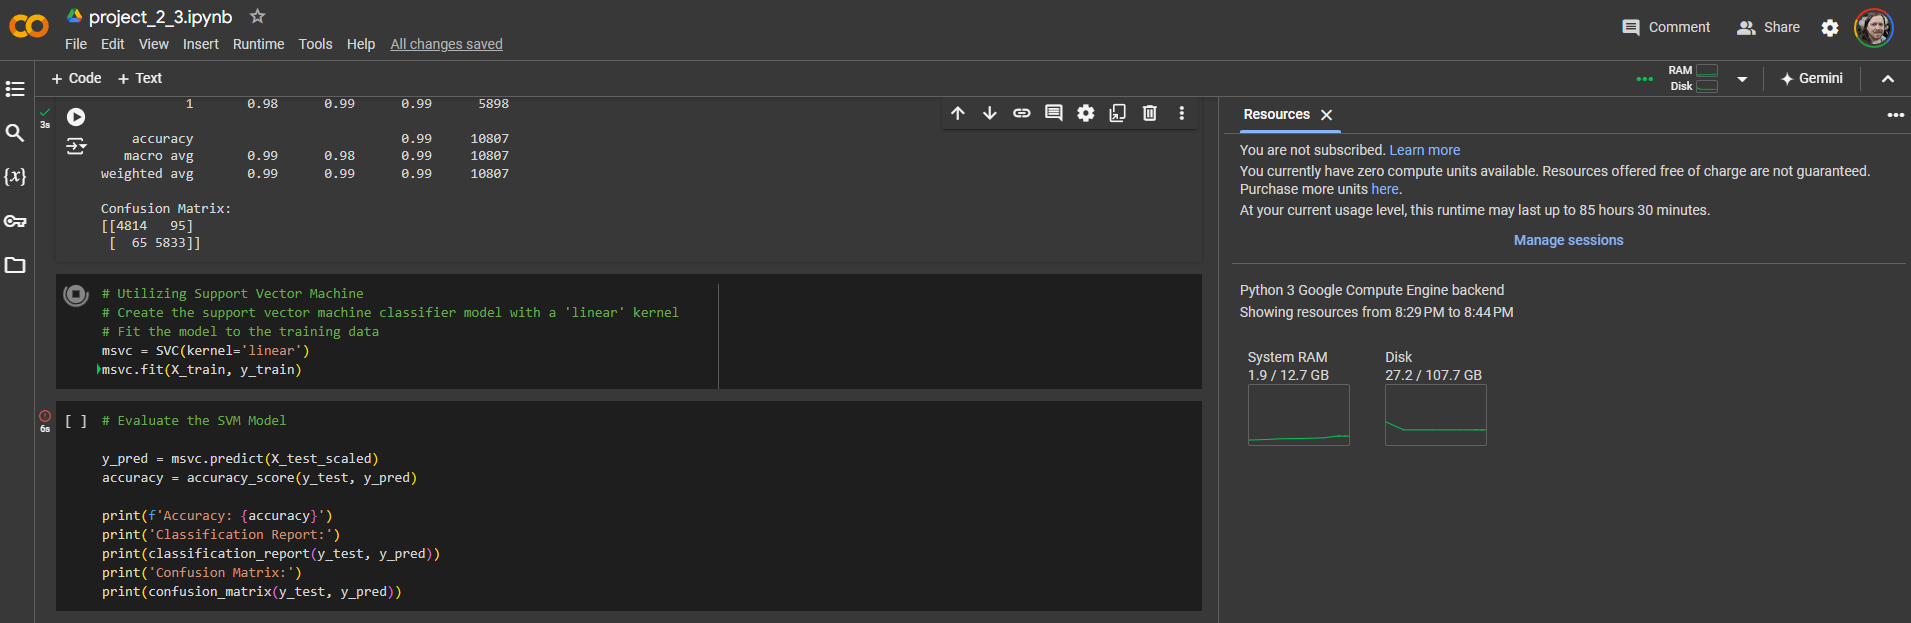 project_2_3.ipynb
File Edit View Insert Runtime Tools Help All changes saved
Comment Share
+ Code + Text
RAM
Disk
Gemini
3s
1 0.98 0.99 0.99 5898
accuracy 0.99 10807
macro avg 0.99 0.98 0.99 10807
weighted avg 0.99 0.99 0.99 10807
Confusion Matrix:
[[4814 95]
[ 65 5833]]
# Utilizing Support Vector Machine
# Create the support vector machine classifier model with a 'linear' kernel
# Fit the model to the training data
msvc = SVC(kernel='linear')
msvc.fit(X_train, y_train)
6s
[ ] # Evaluate the SVM Model
y_pred = msvc.predict(X_test_scaled)
accuracy = accuracy_score(y_test, y_pred)
print(f'Accuracy: {accuracy}')
print('Classification Report:')
print(classification_report(y_test, y_pred))
print('Confusion Matrix:')
print(confusion_matrix(y_test, y_pred))
Resources
You are not subscribed. Learn more
You currently have zero compute units available. Resources offered free of charge are not guaranteed.
Purchase more units here.
At your current usage level, this runtime may last up to 85 hours 30 minutes.
Manage sessions
Python 3 Google Compute Engine backend
Showing resources from 8:29 PM to 8:44 PM
System RAM
1.9 / 12.7 GB
Disk
27.2 / 107.7 GB